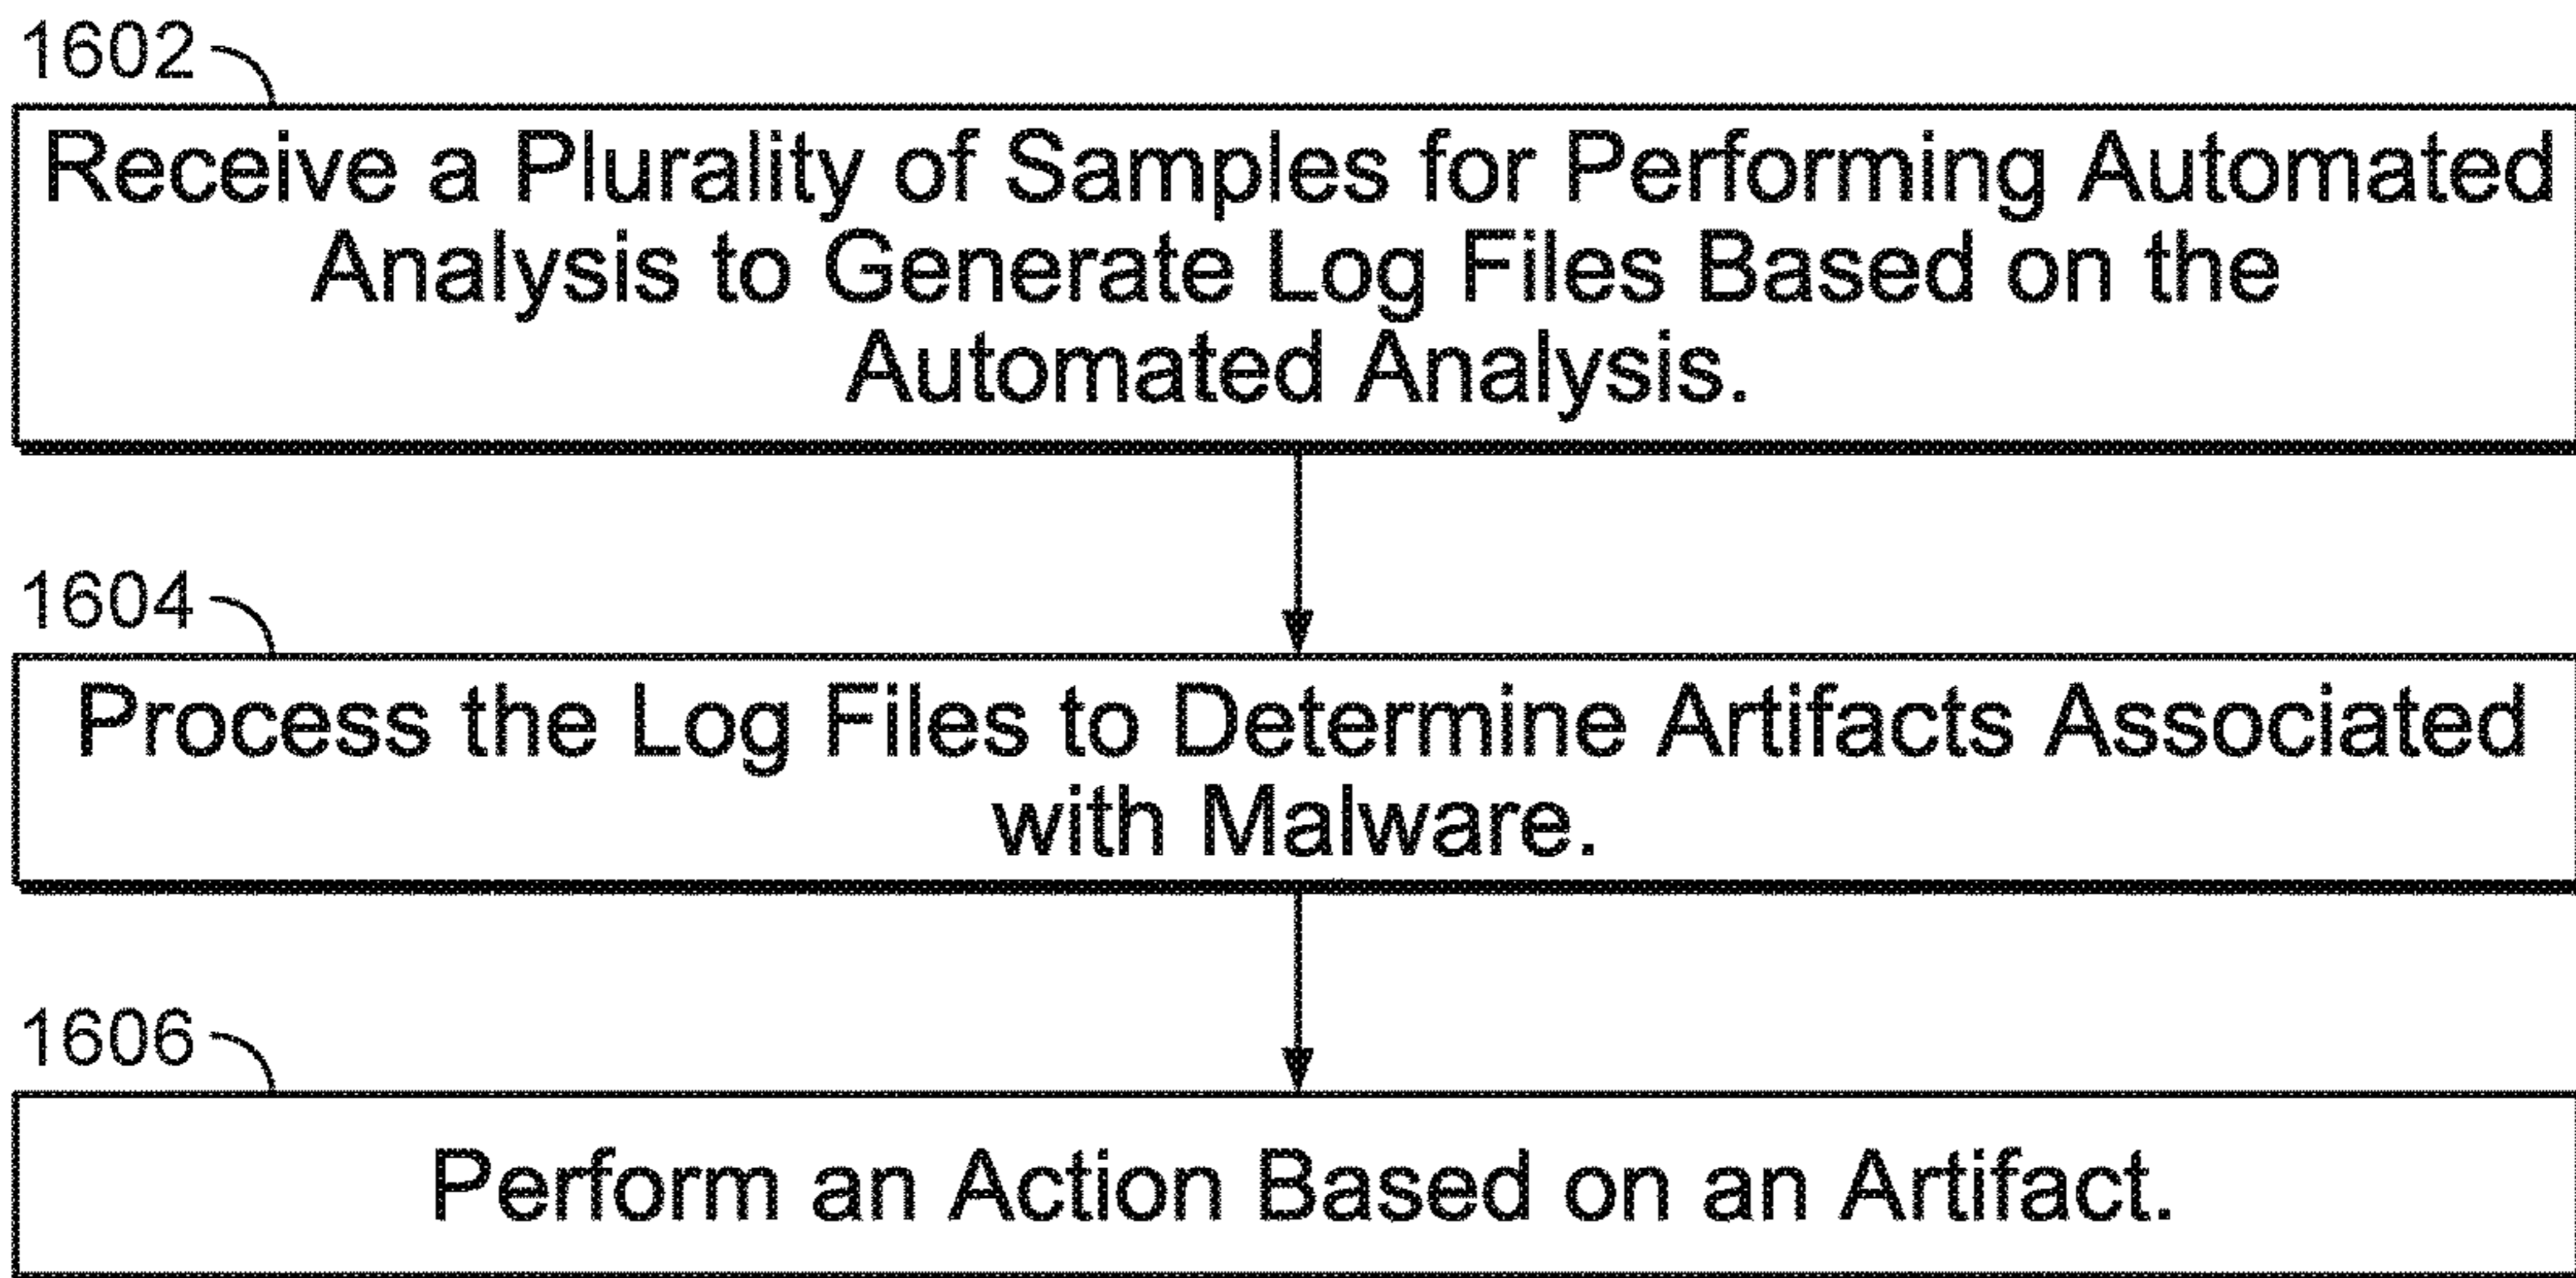 1602
Receive a Plurality of Samples for Performing Automated
Analysis to Generate Log Files Based on the
Automated Analysis.
1604
Process the Log Files to Determine Artifacts Associated
with Malware.
1606
Perform an Action Based on an Artifact.